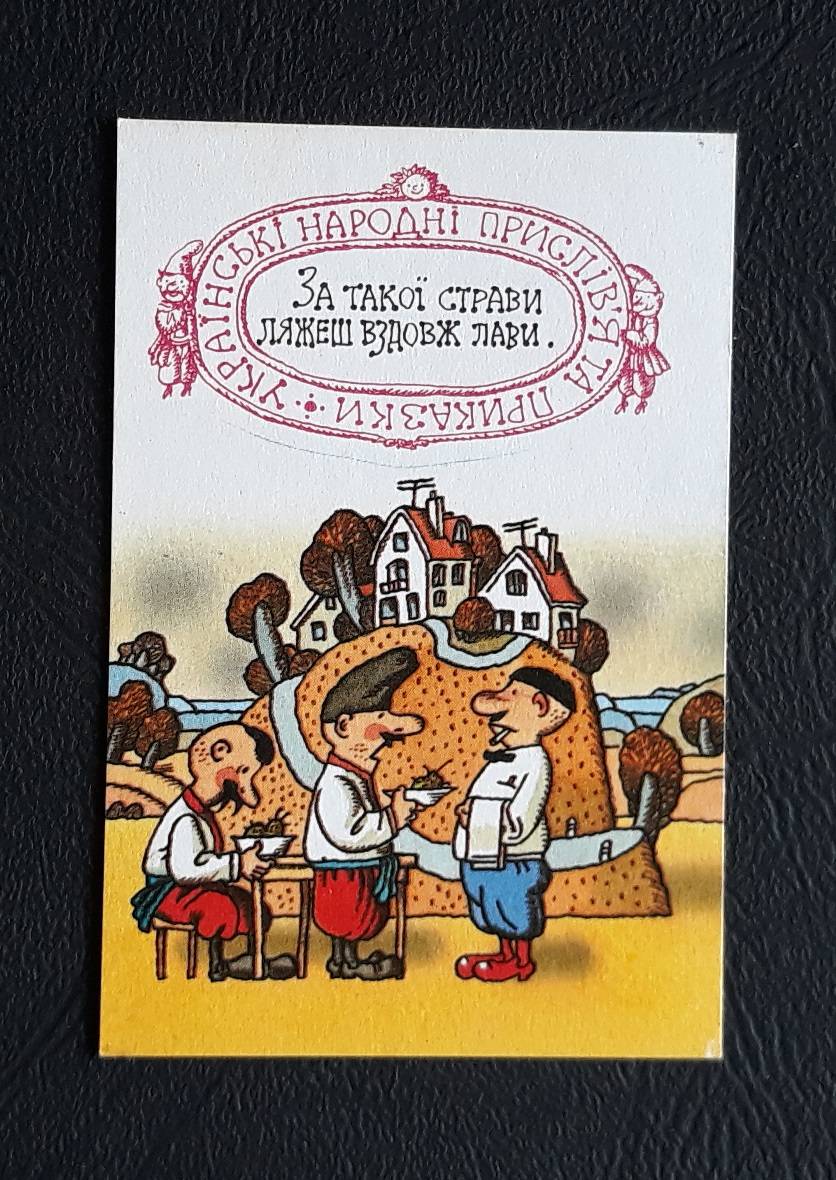 УКРАЇНСЬКІ НАРОДНІ ПРИСЛІВ'Я ТА ПРИКАЗКИ
За такої страви
ляжеш вздовж лави.